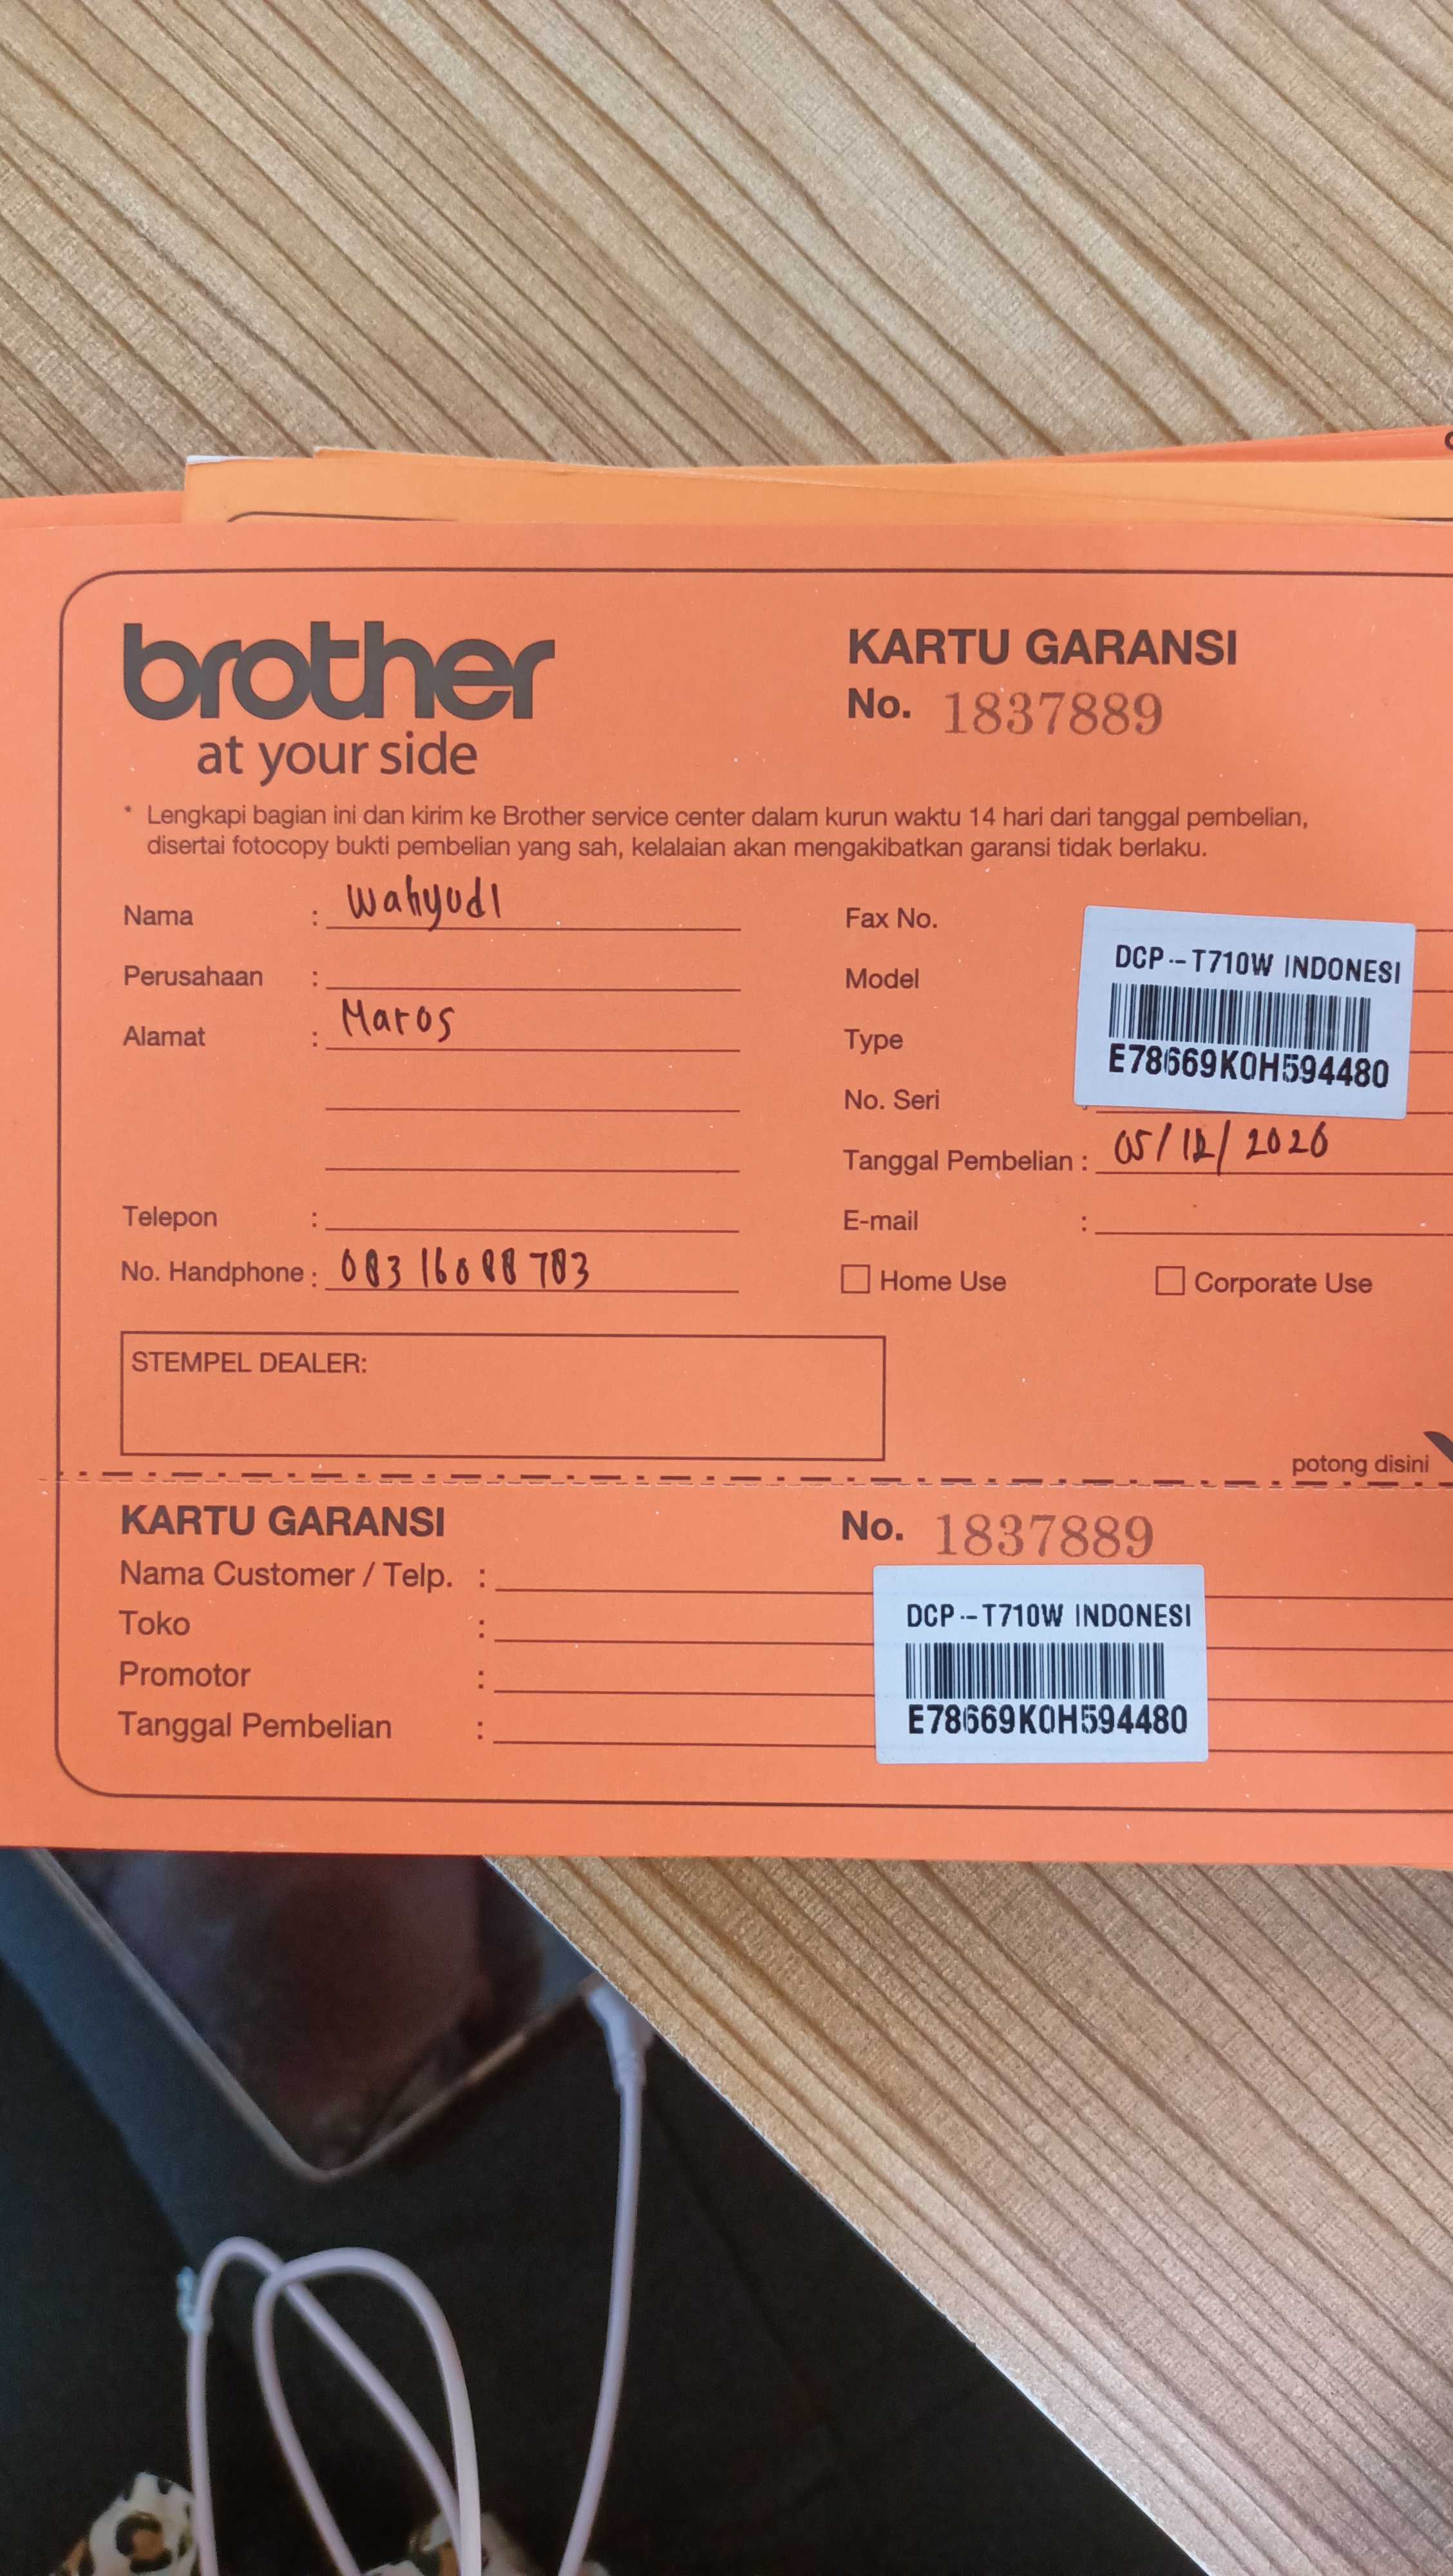 brother
at your side
KARTU GARANSI
No. 1837889
* Lengkapi bagian ini dan kirim ke Brother service center dalam kurun waktu 14 hari dari tanggal pembelian,
disertai fotocopy bukti pembelian yang sah, kelalaian akan mengakibatkan garansi tidak berlaku.
Nama : Wahyudi
Perusahaan :
Alamat : Maros
Telepon :
No. Handphone :
Fax No.
Model
Type
No. Seri
DCP--T710W INDONESI
E78669K0H594480
Tanggal Pembelian : 05/12/2020
E-mail :
Home Use
Corporate Use
STEMPEL DEALER:
potong disini
KARTU GARANSI
No. 1837889
Nama Customer / Telp. :
Toko :
Promotor :
Tanggal Pembelian :
DCP--T710W INDONESI
E78669K0H594480